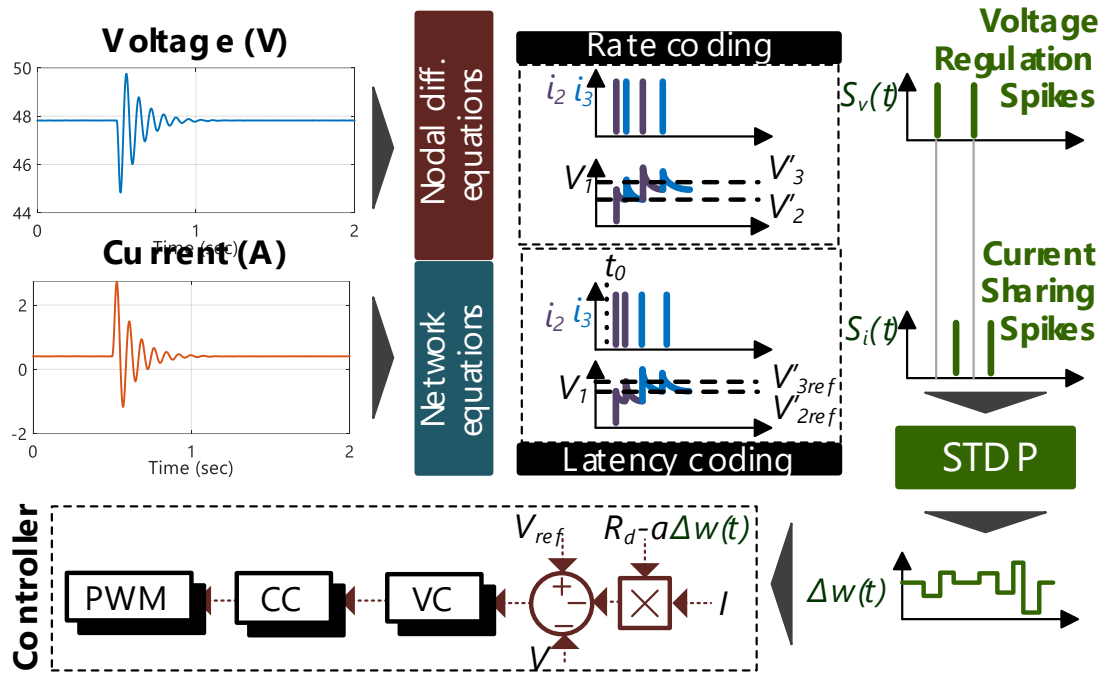 Voltage (V)
50
48
46
44
0
1
2
Time (sec)
Current (A)
2
0
-2
0
1
2
Time (sec)
Nodal diff.
equations
Network
equations
Rate coding
i2 i3
V1
V'3
V'2
t0
i2 i3
V1
V'3ref
V'2ref
Latency coding
Voltage
Regulation
Spikes
Sv(t)
Current
Sharing
Spikes
Si(t)
STDP
Δw(t)
Controller
PWM
CC
VC
Vref
+
−
−
V
Rd-aΔw(t)
×
I